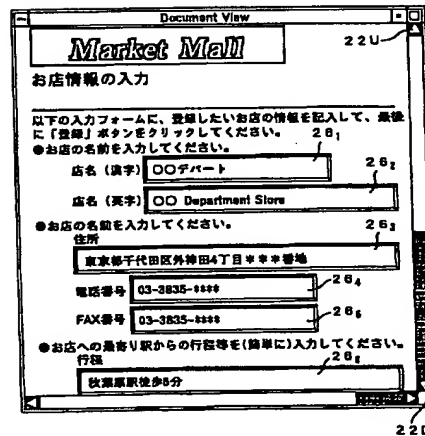 Document View
22U
Market Mall
お店情報の入力
以下の入力フォームに、登録したいお店の情報を記入して、最後
に「登録」ボタンをクリックしてください。
●お店の名前を入力してください。
26₁
店名 (漢字) 〇〇デパート
26₂
店名 (英字) 〇〇 Department Store
●お店の名前を入力してください。
26₃
住所
東京都千代田区外神田4丁目＊＊＊番地
電話番号 03-3835-****
26₄
FAX番号 03-3835-****
26₅
●お店への最寄り駅からの行程等を(簡単に)入力してください。
行程
26₆
秋葉原駅徒歩5分
22D